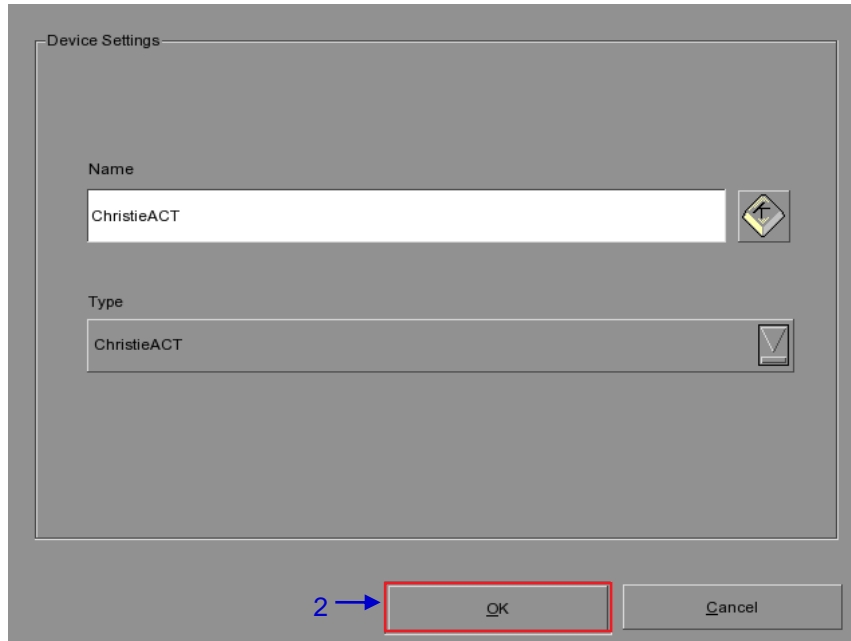 Device Settings
Name
ChristieACT
Type
ChristieACT
2
OK
Cancel